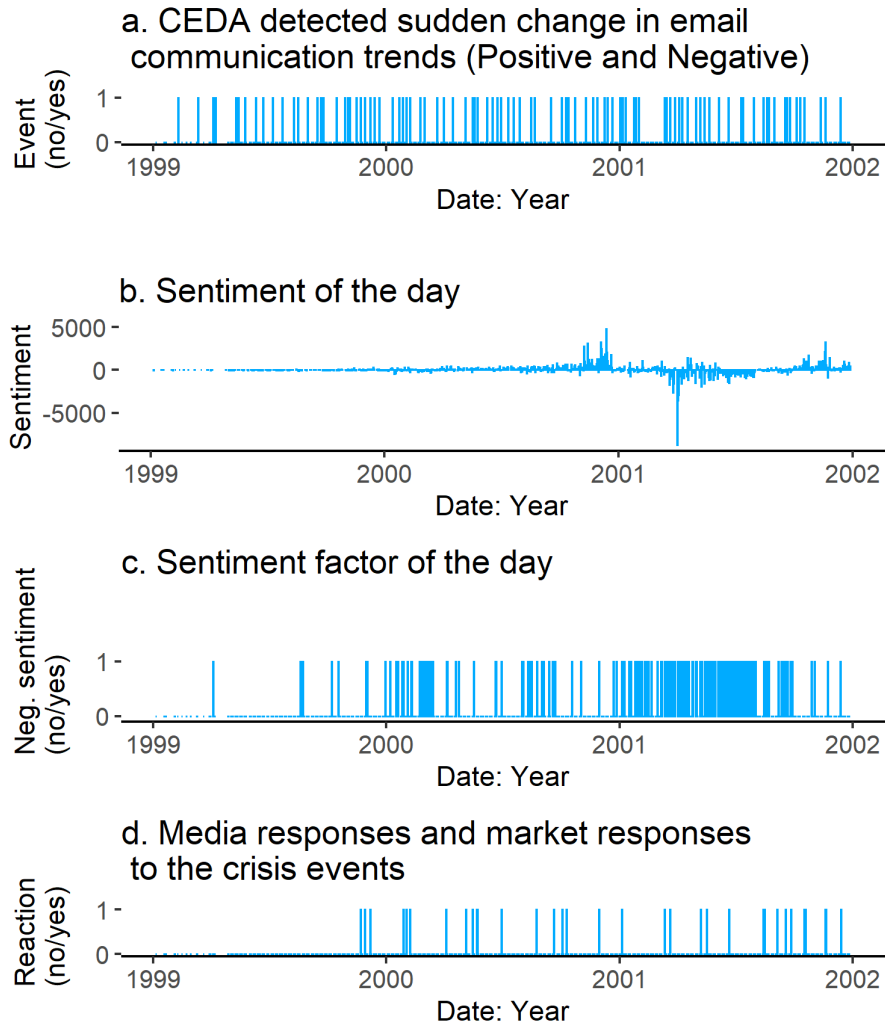 a. CEDA detected sudden change in email
communication trends (Positive and Negative)
Event
(no/yes)
1
0
1999
2000
2001
2002
Date: Year
b. Sentiment of the day
Sentiment
5000
0
-5000
1999
2000
2001
2002
Date: Year
c. Sentiment factor of the day
Neg. sentiment
(no/yes)
1
0
1999
2000
2001
2002
Date: Year
d. Media responses and market responses
to the crisis events
Reaction
(no/yes)
1
0
1999
2000
2001
2002
Date: Year